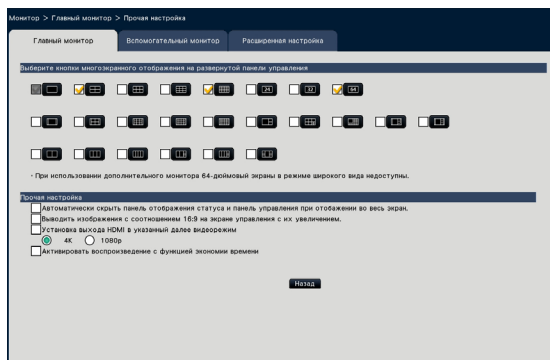 Монитор > Главный монитор > Прочая настройка
Главный монитор Вспомогательный монитор Расширенная настройка
Выберите кнопки многоэкранного отображения на развернутой панели управления
24 32 64
· При использовании дополнительного монитора 64-дюймовый экраны в режиме широкого вида недоступны.
Прочая настройка
Автоматически скрыть панель отображения статуса и панель управления при отобажении во весь экран.
Выводить изображения с соотношением 16:9 на экране управления с их увеличением.
Установка выхода HDMI в указанный далее видеорежим
4K 1080p
Активировать воспроизведение с функцией экономии времени
Назад